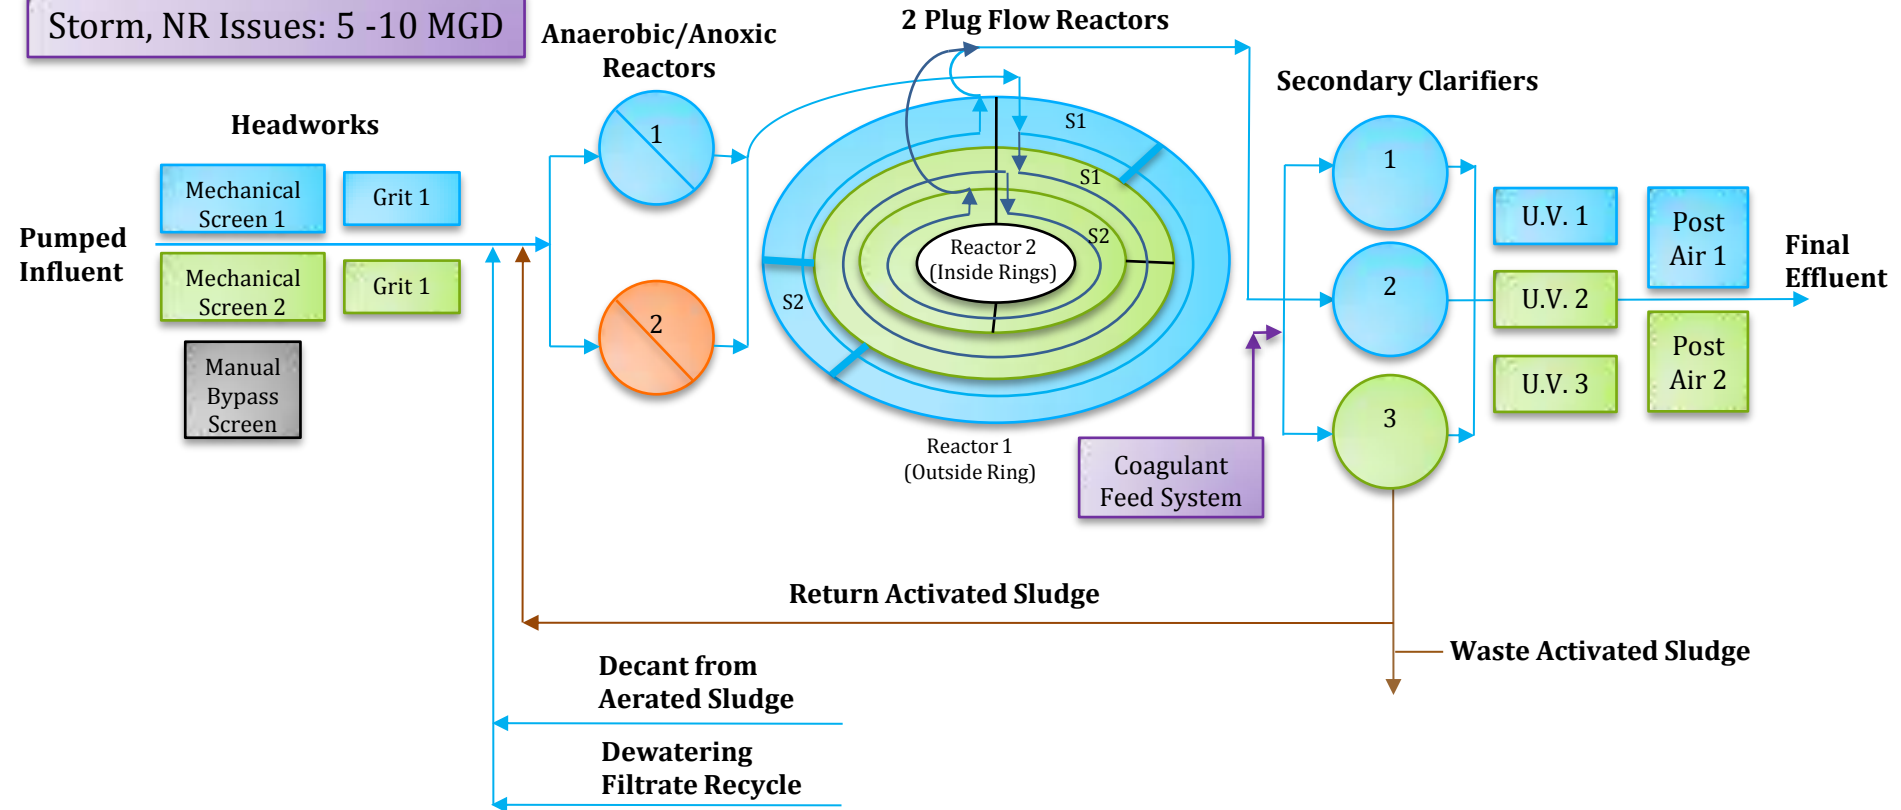 Storm, NR Issues: 5 -10 MGD
Anaerobic/Anoxic
Reactors
2 Plug Flow Reactors
Secondary Clarifiers
Headworks
Mechanical
Screen 1
Grit 1
Pumped
Influent
Mechanical
Screen 2
Grit 1
Manual
Bypass
Screen
1
2
S1
S1
S2
S2
Reactor 2
(Inside Rings)
Reactor 1
(Outside Ring)
Coagulant
Feed System
1
2
3
U.V. 1
U.V. 2
U.V. 3
Post
Air 1
Post
Air 2
Final
Effluent
Return Activated Sludge
Waste Activated Sludge
Decant from
Aerated Sludge
Dewatering
Filtrate Recycle